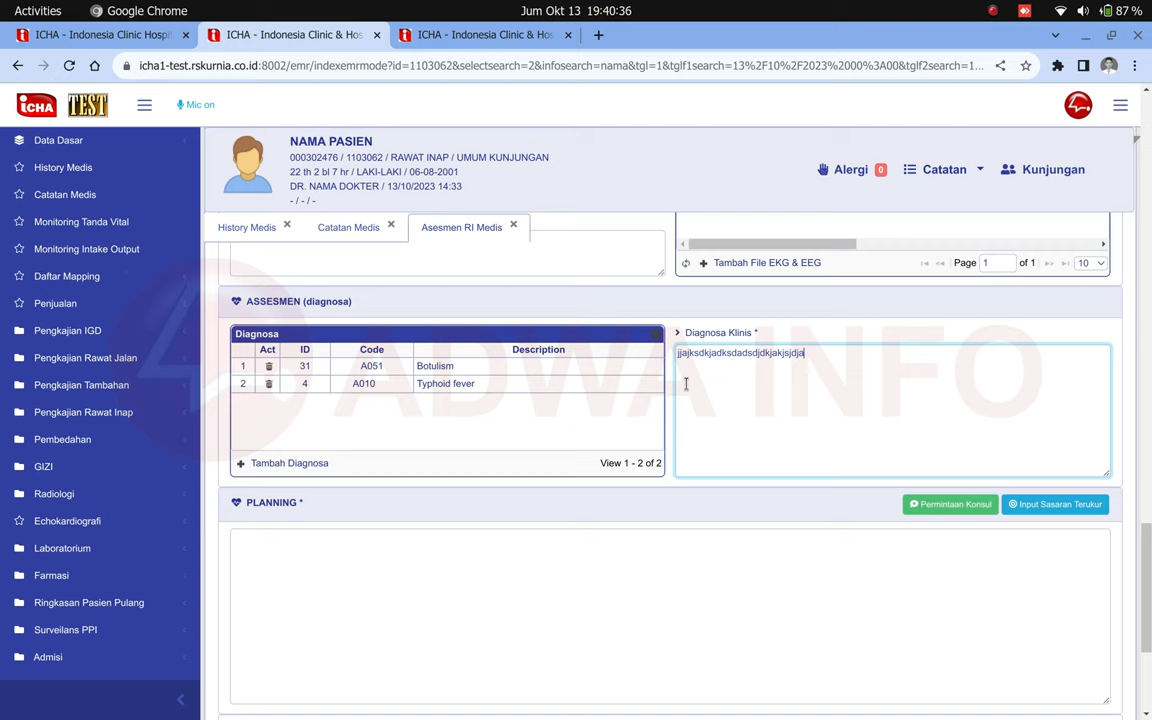 Activities
Google Chrome
Jum Okt 13 19:40:36
87 %
ICHA - Indonesia Clinic Hospi
ICHA - Indonesia Clinic & Hos
ICHA - Indonesia Clinic & Hos
icha1-test.rskurnia.co.id:8002/emr/indexemrmode?id=1103062&selectsearch=2&infosearch=nama&tgl=1&tglf1search=13%2F10%2F2023%2000%3A00&tglf2search=1...
iCHA TEST
Mic on
Data Dasar
History Medis
Catatan Medis
Monitoring Tanda Vital
Monitoring Intake Output
Daftar Mapping
Penjualan
Pengkajian IGD
Pengkajian Rawat Jalan
Pengkajian Tambahan
Pengkajian Rawat Inap
Pembedahan
GIZI
Radiologi
Echokardiografi
Laboratorium
Farmasi
Ringkasan Pasien Pulang
Surveilans PPI
Admisi
NAMA PASIEN
000302476 / 1103062 / RAWAT INAP / UMUM KUNJUNGAN
22 th 2 bl 7 hr / LAKI-LAKI / 06-08-2001
DR. NAMA DOKTER / 13/10/2023 14:33
- / - / -
Alergi 0
Catatan
Kunjungan
History Medis
Catatan Medis
Asesmen RI Medis
Tambah File EKG & EEG
Page 1 of 1
10
ASSESMEN (diagnosa)
Diagnosa
Act ID Code Description
1 31 A051 Botulism
2 4 A010 Typhoid fever
Tambah Diagnosa
View 1 - 2 of 2
Diagnosa Klinis *
jjajksdkjadksdadsdjdkjakjsjdja
ADWA INFO
PLANNING *
Permintaan Konsul
Input Sasaran Terukur